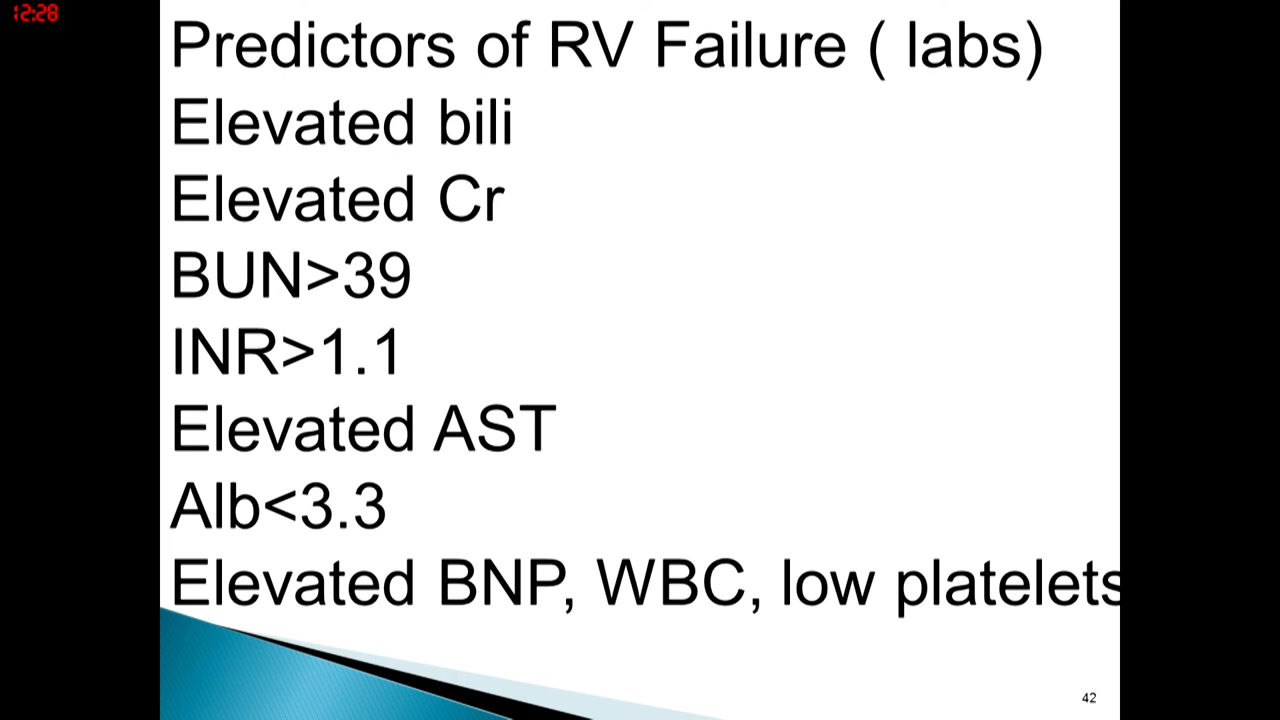 12:28
Predictors of RV Failure ( labs)
Elevated bili
Elevated Cr
BUN>39
INR>1.1
Elevated AST
Alb<3.3
Elevated BNP, WBC, low platelets
42